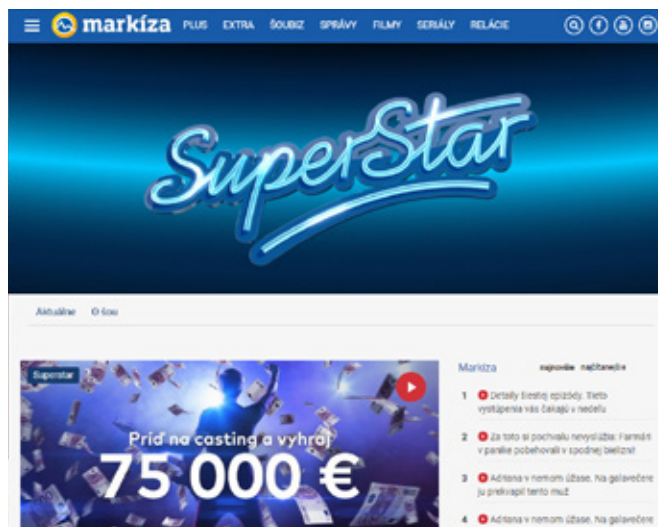 markíza PLUS EXTRA ŠOUBIZ SPRÁVY FILMY SERIÁLY RELÁCIE
SuperStar
Aktuálne O šou
Superstar
Príď na casting a vyhraj
75 000 €
Markíza najnovšie najčítanejšie
1 Detaily šiestej epizódy. Tieto
vystúpenia vás čakajú v nedeľu
2 Za toto si pochvalu nevyslúžia: Farmári
v paráke pobehovali v spodnej bielizni!
3 Adriana v nemom úžase. Na galavečere
ju prekvapil tento muž
4 Adriana v nemom úžase. Na galavečere